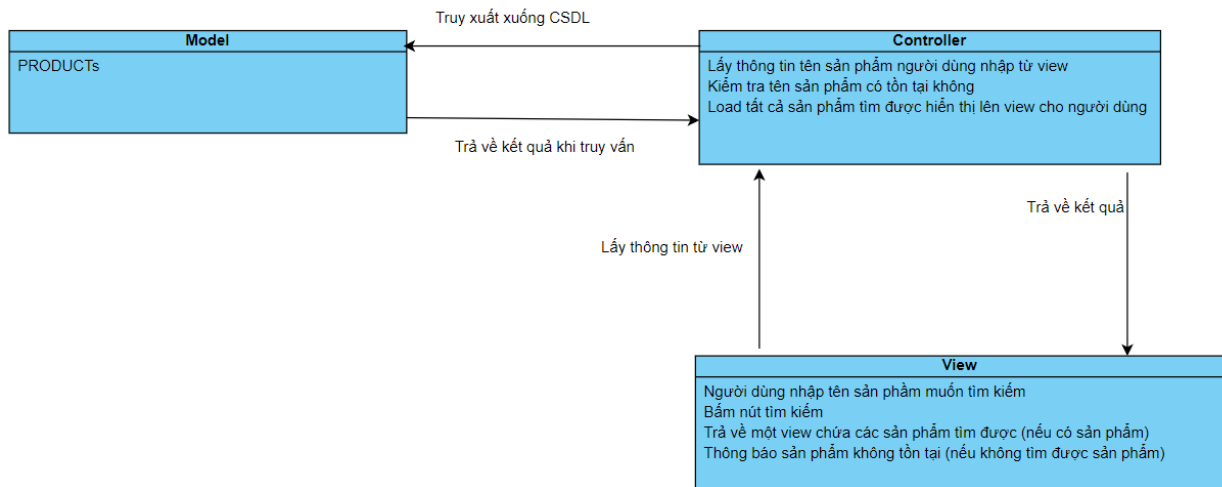 Truy xuất xuống CSDL
Model
PRODUCTs
Controller
Lấy thông tin tên sản phẩm người dùng nhập từ view
Kiểm tra tên sản phẩm có tồn tại không
Load tất cả sản phẩm tìm được hiển thị lên view cho người dùng
Trả về kết quả khi truy vấn
Trả về kết quả
Lấy thông tin từ view
View
Người dùng nhập tên sản phầm muốn tìm kiếm
Bấm nút tìm kiếm
Trả về một view chứa các sản phẩm tìm được (nếu có sản phẩm)
Thông báo sản phẩm không tồn tại (nếu không tìm được sản phẩm)